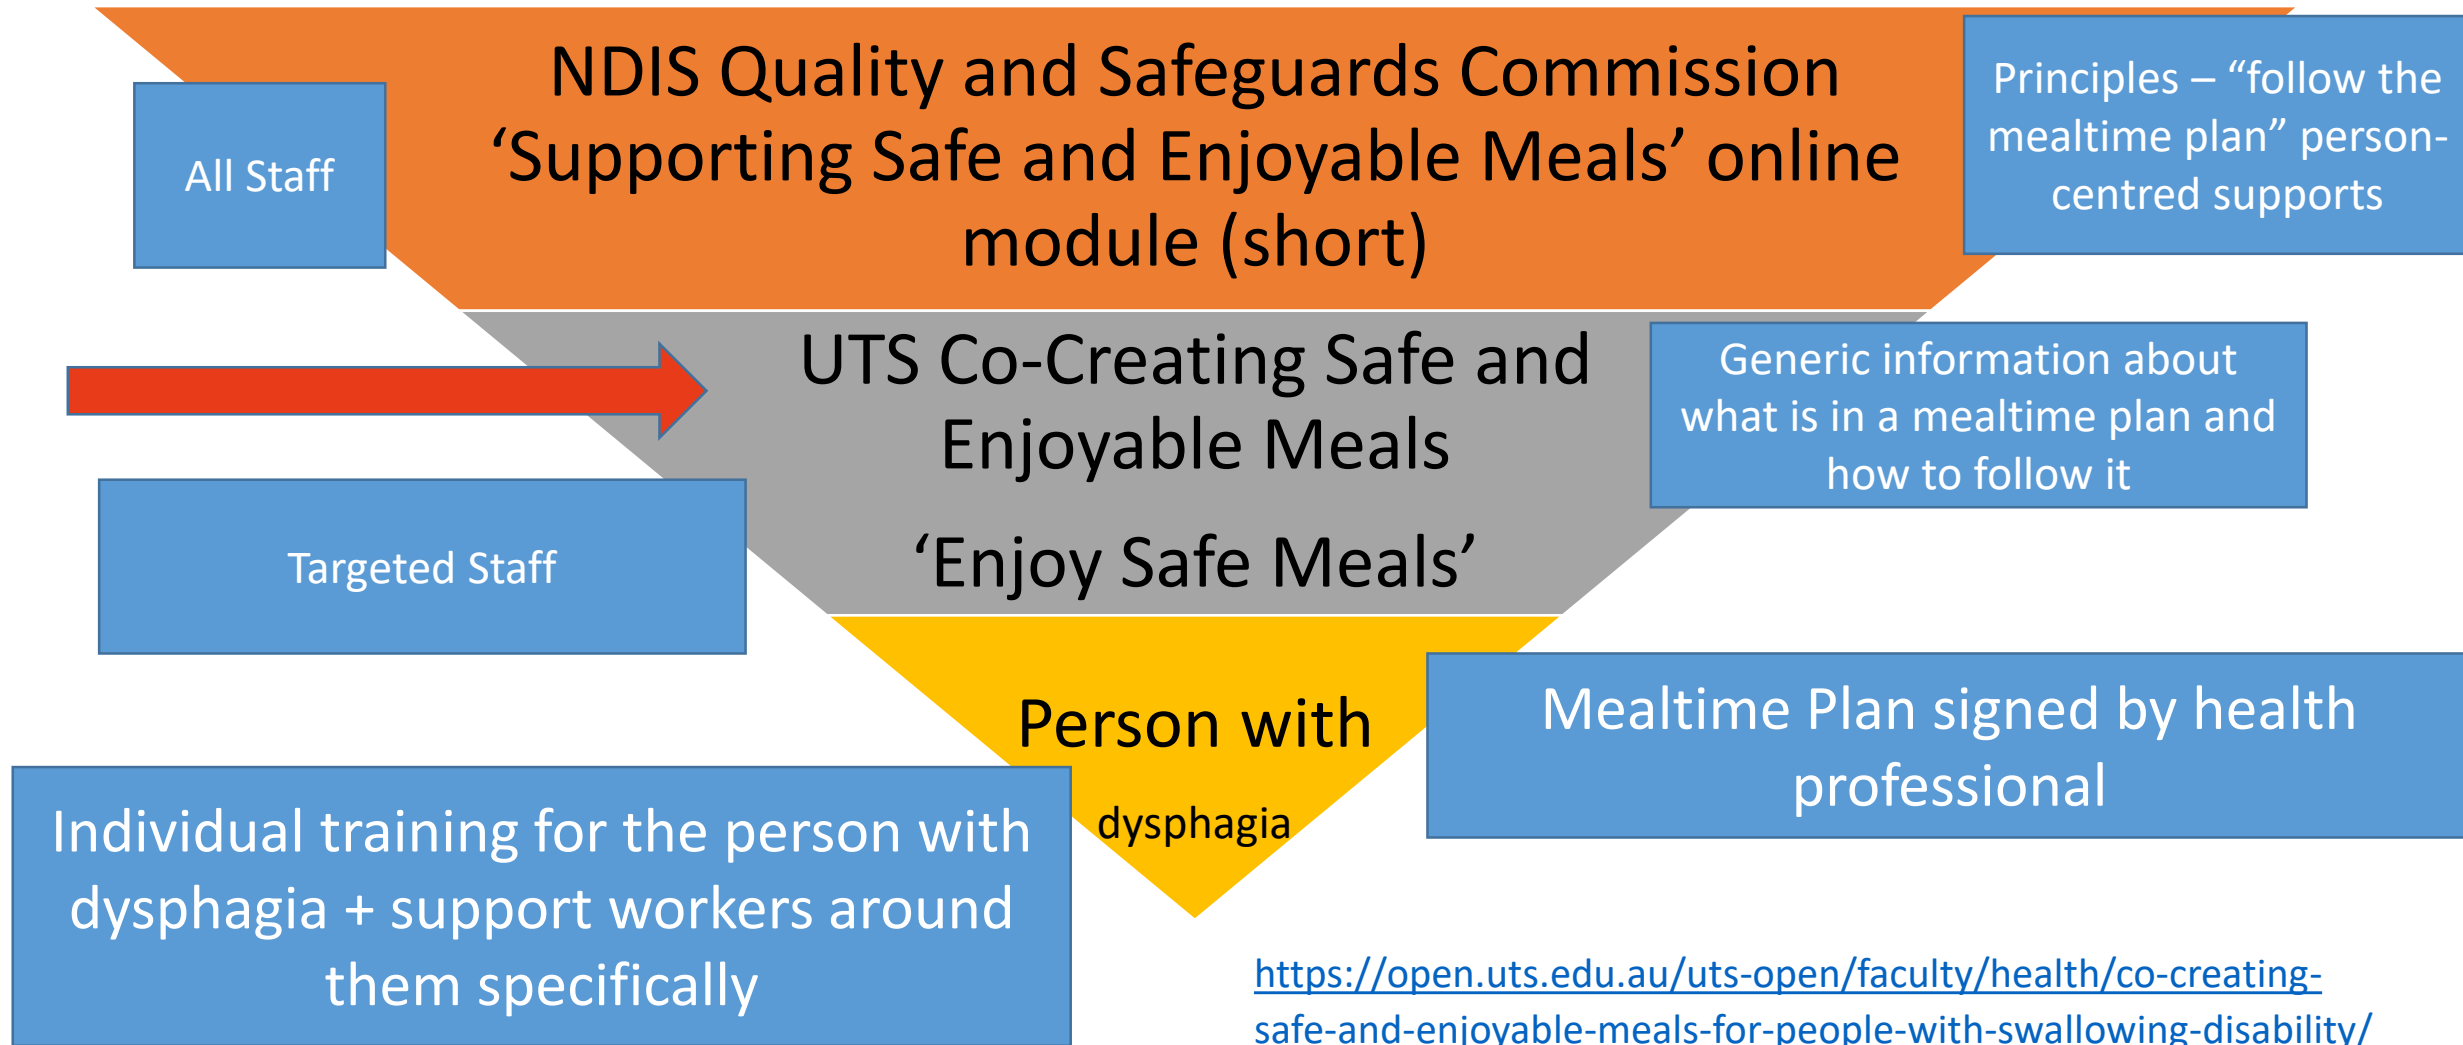 NDIS Quality and Safeguards Commission
‘Supporting Safe and Enjoyable Meals’ online
module (short)
All Staff
Principles – “follow the
mealtime plan” person-
centred supports
UTS Co-Creating Safe and
Enjoyable Meals
‘Enjoy Safe Meals’
Generic information about
what is in a mealtime plan and
how to follow it
Targeted Staff
Person with
dysphagia
Mealtime Plan signed by health
professional
Individual training for the person with
dysphagia + support workers around
them specifically
https://open.uts.edu.au/uts-open/faculty/health/co-creating-
safe-and-enjoyable-meals-for-people-with-swallowing-disability/